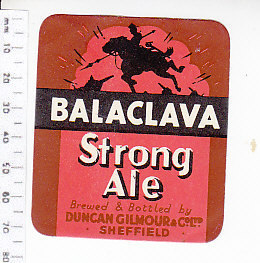 BALACLAVA
Strong
Ale
Brewed & Bottled by
DUNCAN GILMOUR & Co. LTD
SHEFFIELD
mm 10 20 30 40 50 60 70 80